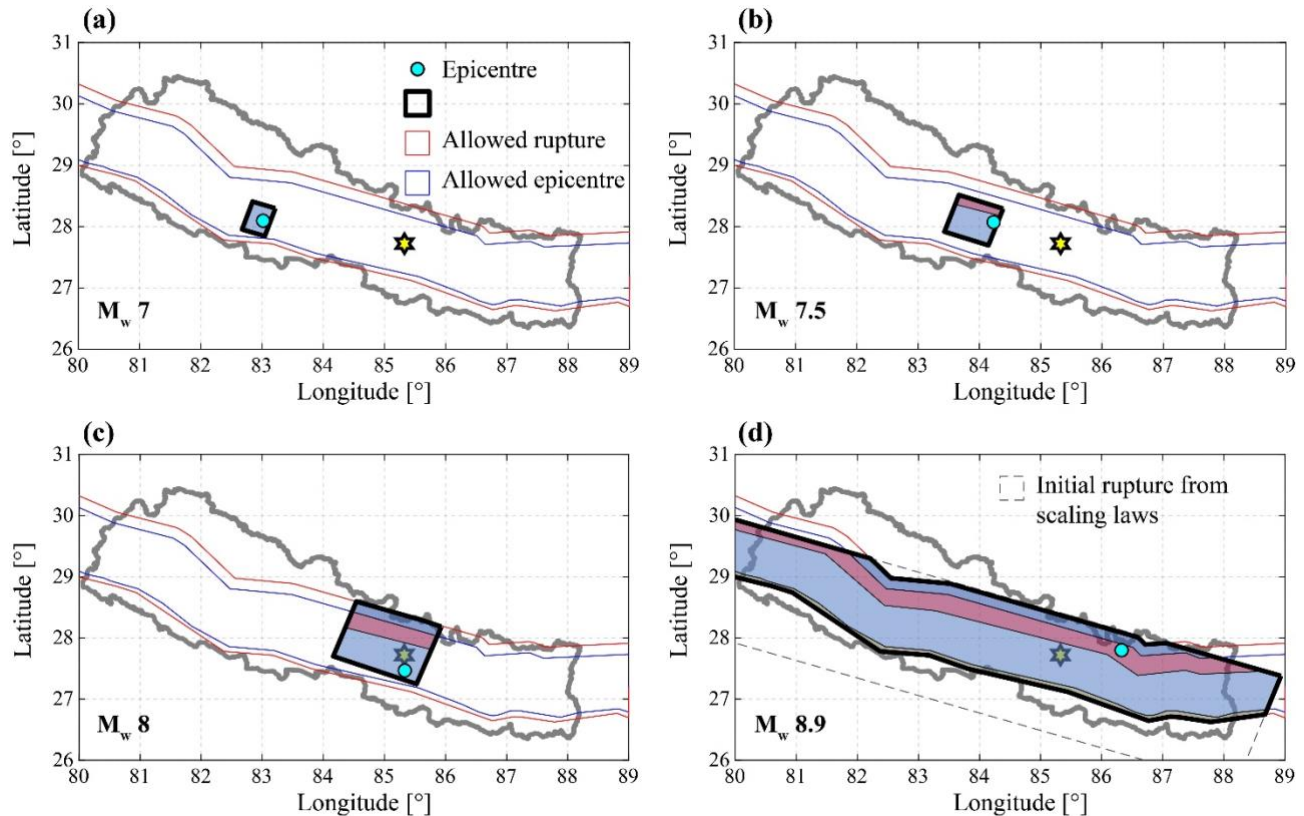 (a)
31
30
29
28
27
26
Latitude [°]
Epicentre
Allowed rupture
Allowed epicentre
M_w 7
80 81 82 83 84 85 86 87 88 89
Longitude [°]
(b)
31
30
29
28
27
26
Latitude [°]
M_w 7.5
80 81 82 83 84 85 86 87 88 89
Longitude [°]
(c)
31
30
29
28
27
26
Latitude [°]
M_w 8
80 81 82 83 84 85 86 87 88 89
Longitude [°]
(d)
31
30
29
28
27
26
Latitude [°]
Initial rupture from
scaling laws
M_w 8.9
80 81 82 83 84 85 86 87 88 89
Longitude [°]